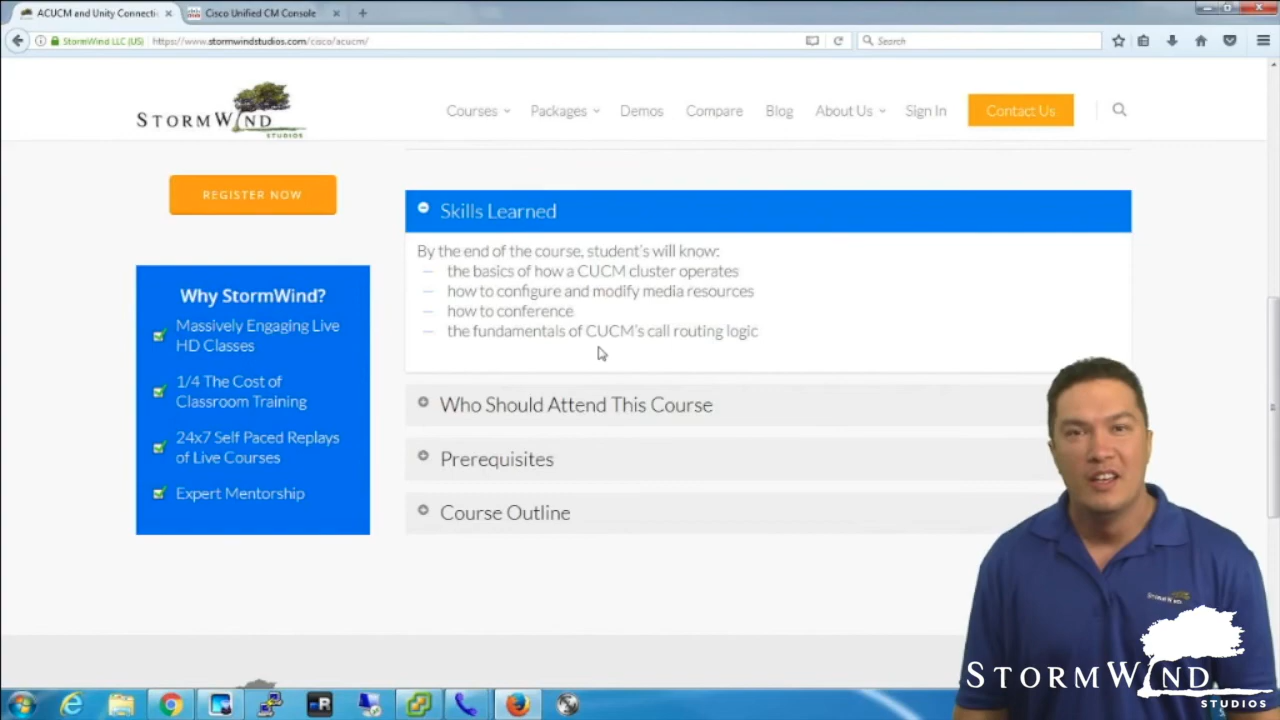 ACUCM and Unity Connecti
Cisco Unified CM Console
StormWind LLC (US)
https://www.stormwindstudios.com/cisco/acucm/
Search
STORMWIND
STUDIOS
Courses
Packages
Demos
Compare
Blog
About Us
Sign In
Contact Us
REGISTER NOW
Skills Learned
By the end of the course, student's will know:
— the basics of how a CUCM cluster operates
— how to configure and modify media resources
— how to conference
— the fundamentals of CUCM's call routing logic
Why StormWind?
Massively Engaging Live
HD Classes
1/4 The Cost of
Classroom Training
24x7 Self Paced Replays
of Live Courses
Expert Mentorship
Who Should Attend This Course
Prerequisites
Course Outline
STORMWIND
STORMWIND
STUDIOS